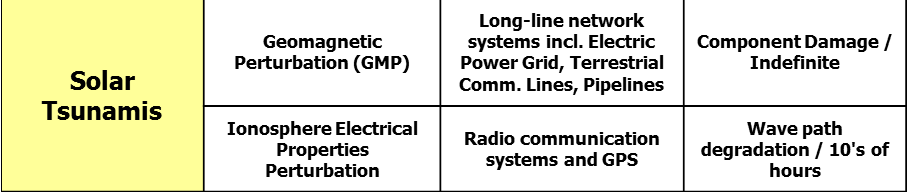 Solar
Tsunamis
Geomagnetic
Perturbation (GMP)
Long-line network
systems incl. Electric
Power Grid, Terrestrial
Comm. Lines, Pipelines
Component Damage /
Indefinite
Ionosphere Electrical
Properties
Perturbation
Radio communication
systems and GPS
Wave path
degradation / 10's of
hours